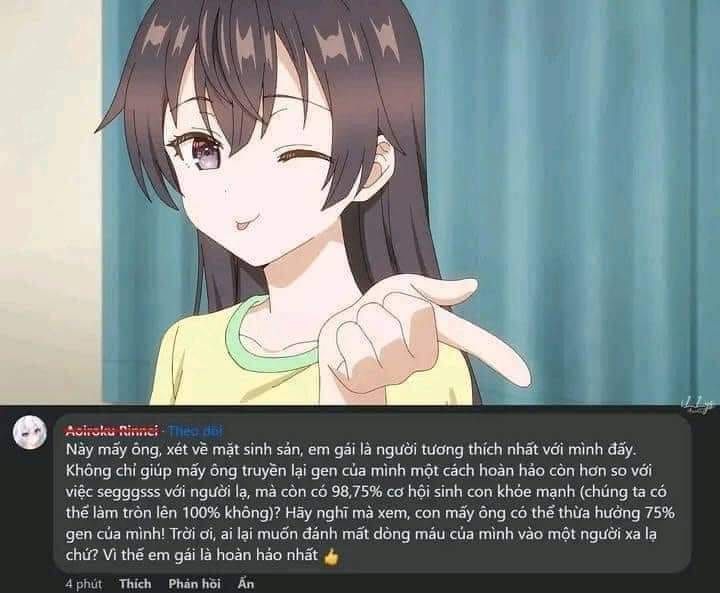 Aoiroku Rinnei · Theo dõi
Này mấy ông, xét về mặt sinh sản, em gái là người tương thích nhất với mình đấy.
Không chỉ giúp mấy ông truyền lại gen của mình một cách hoàn hảo còn hơn so với
việc segggsss với người lạ, mà còn có 98,75% cơ hội sinh con khỏe mạnh (chúng ta có
thể làm tròn lên 100% không)? Hãy nghĩ mà xem, con mấy ông có thể thừa hưởng 75%
gen của mình! Trời ơi, ai lại muốn đánh mất dòng máu của mình vào một người xa lạ
chứ? Vì thế em gái là hoàn hảo nhất 👍
4 phút Thích Phản hồi Ẩn